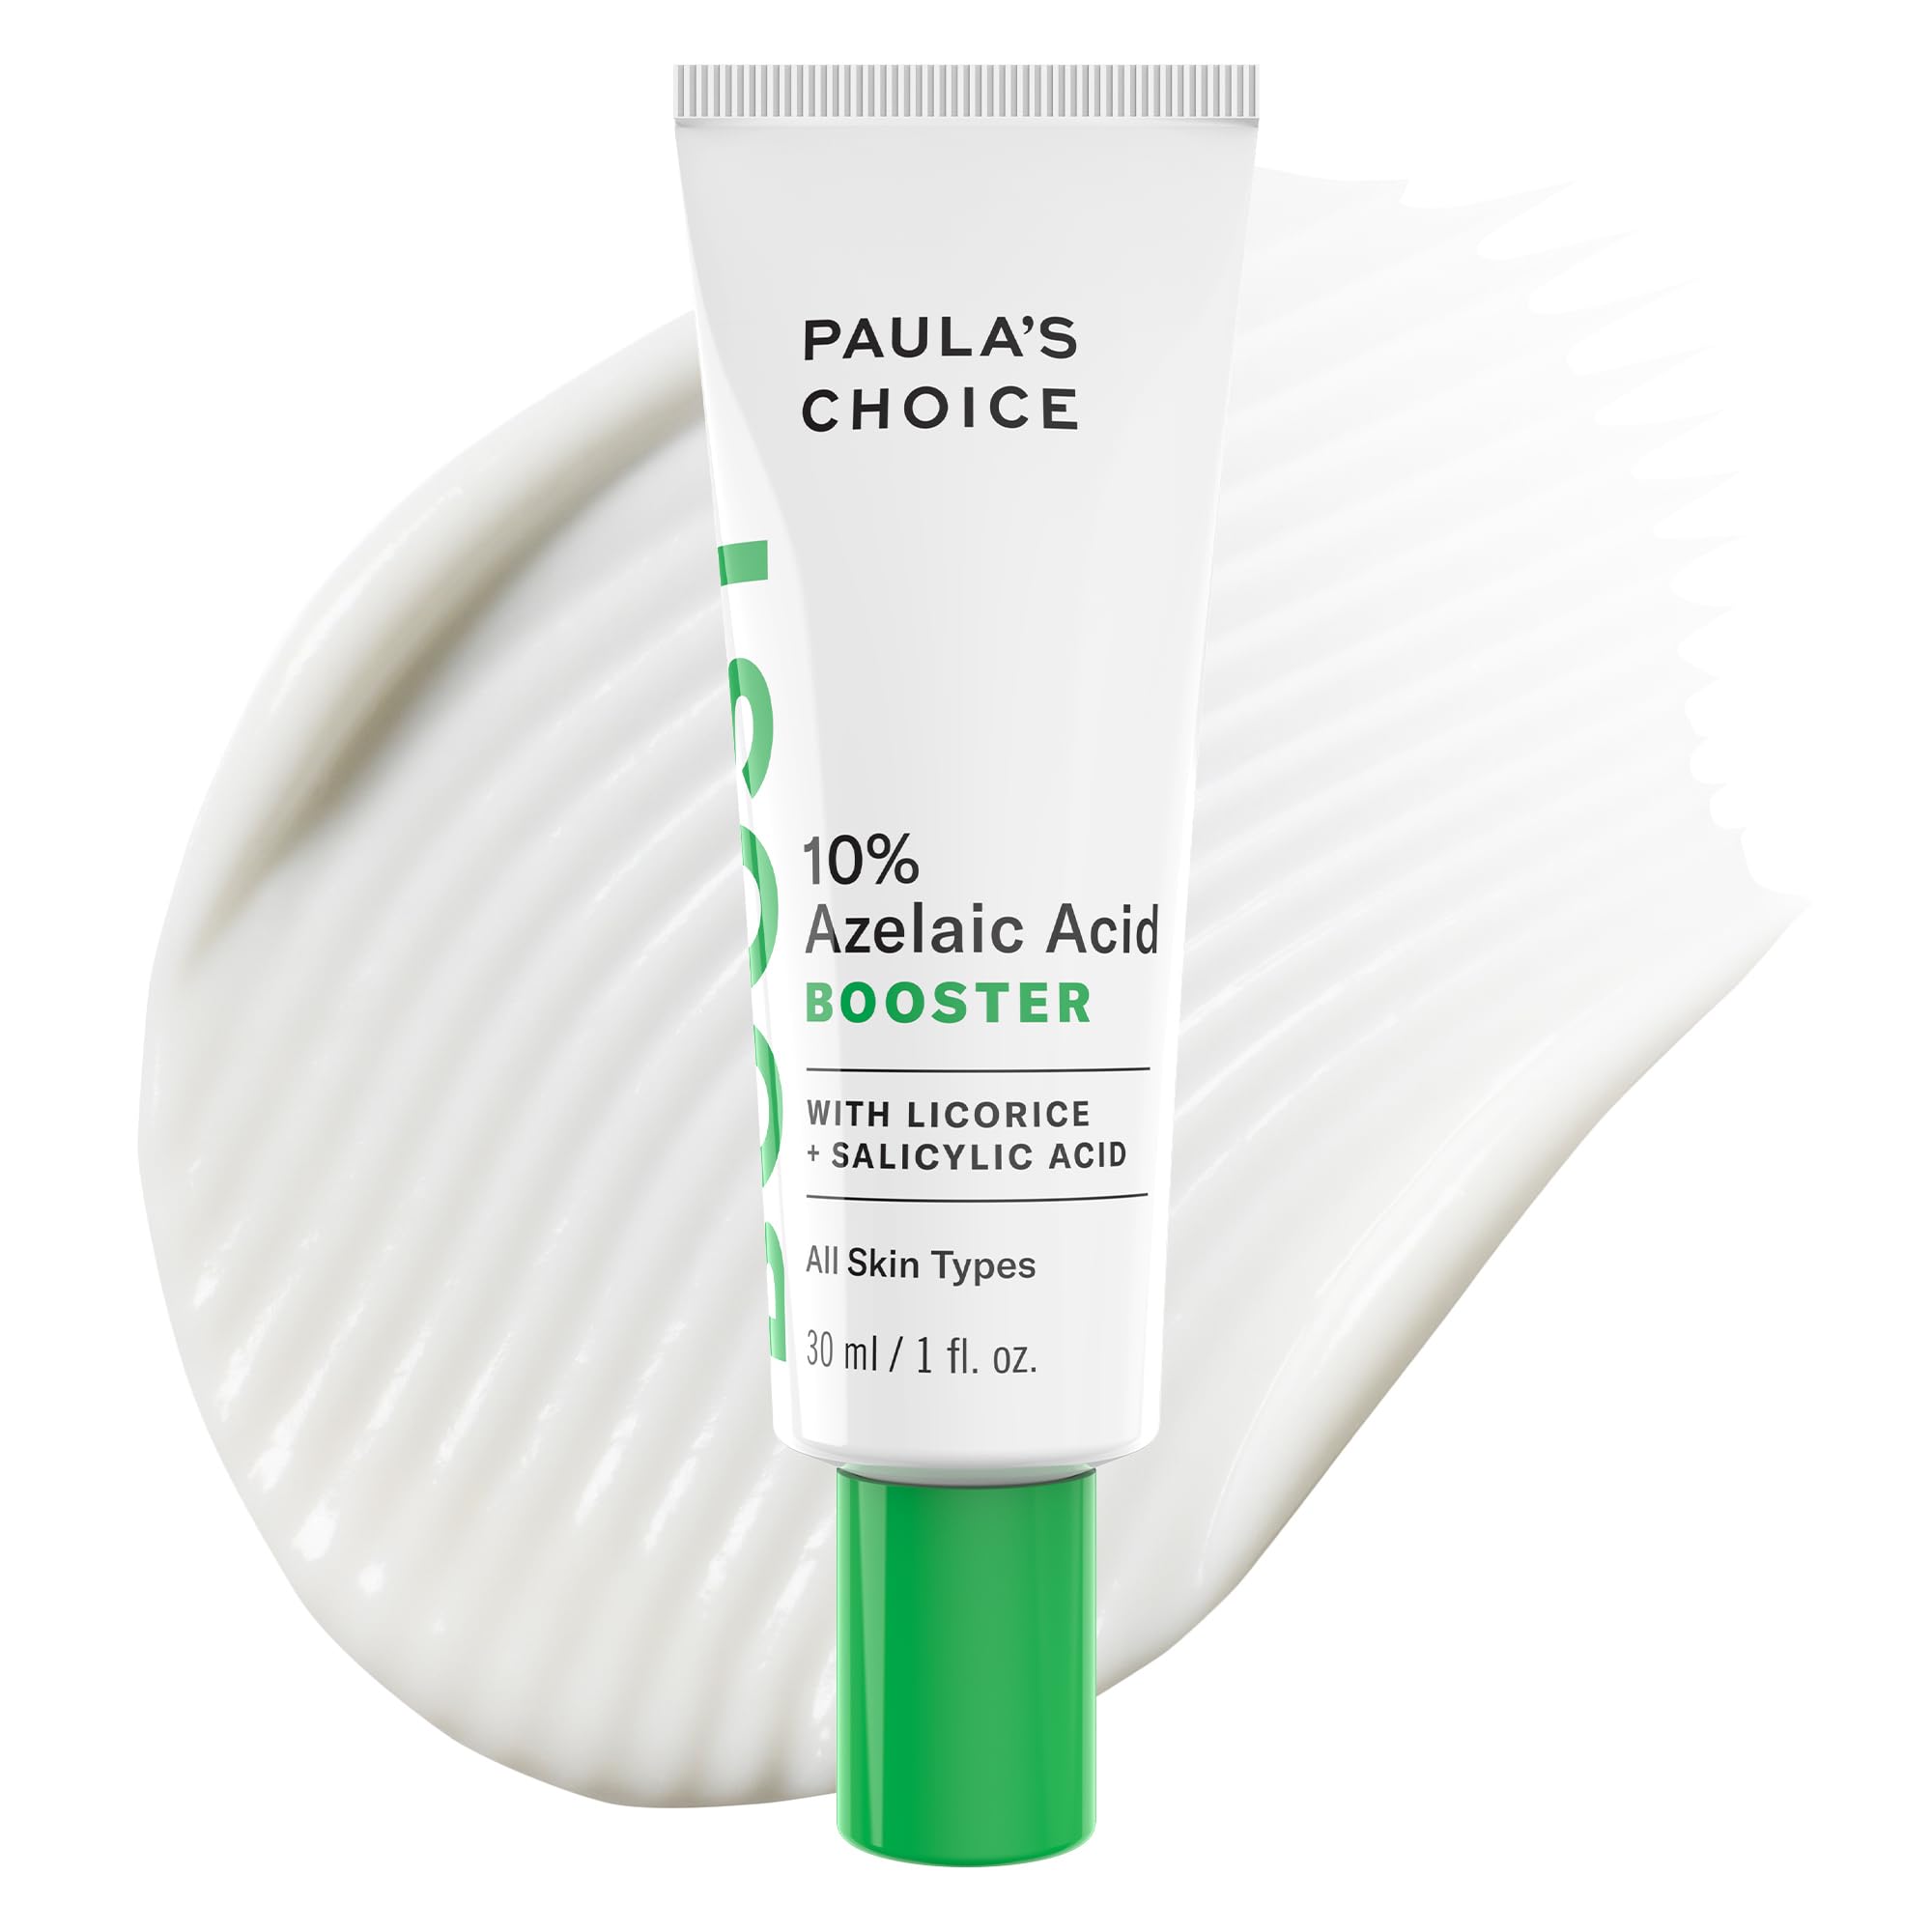 PAULA'S
CHOICE
10%
Azelaic Acid
BOOSTER
WITH LICORICE
+ SALICYLIC ACID
All Skin Types
30 ml / 1 fl. oz.